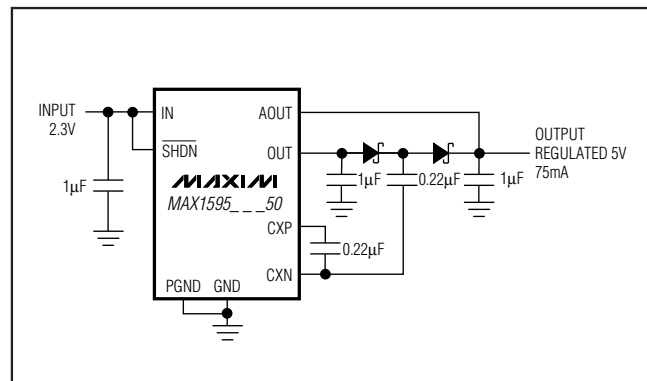 INPUT
2.3V
IN
SHDN
AOUT
OUT
MAXIM
MAX1595_ _ _50
CXP
CXN
PGND GND
1µF
1µF
0.22µF
1µF
0.22µF
OUTPUT
REGULATED 5V
75mA